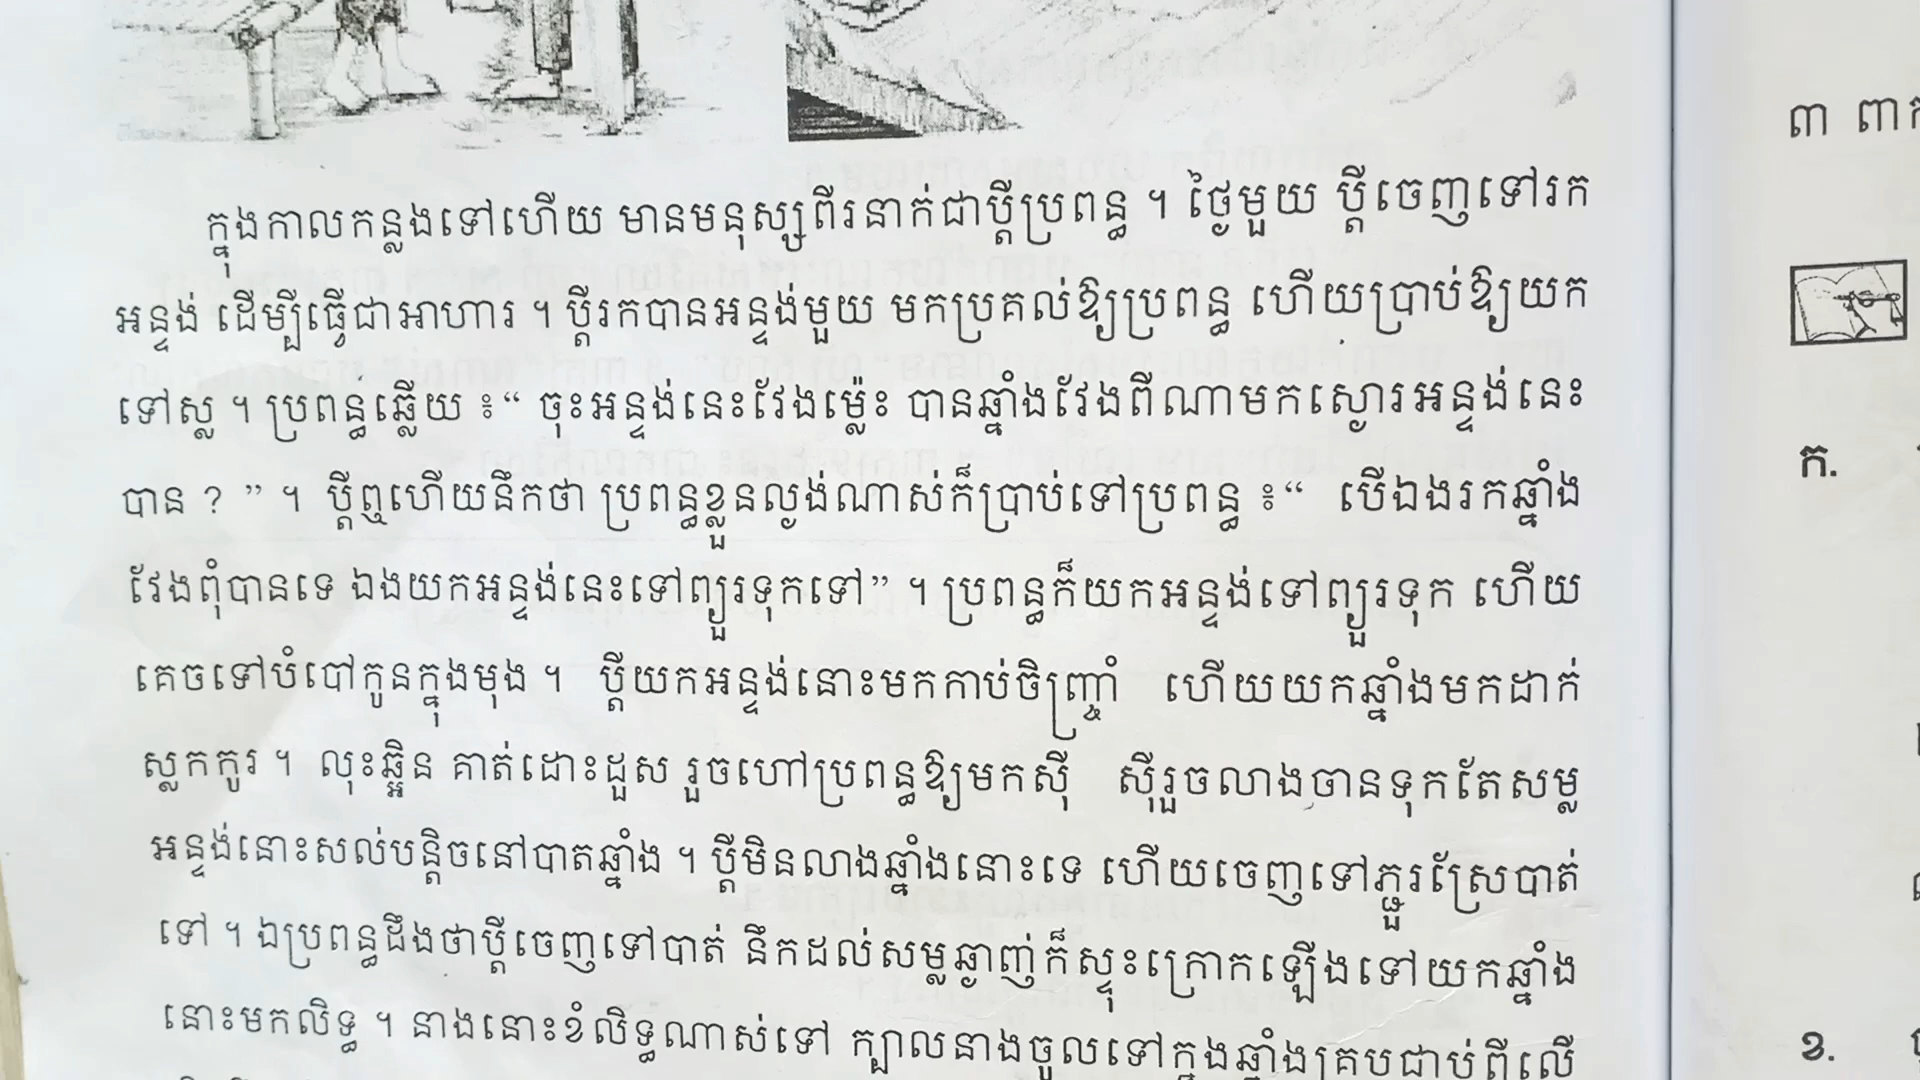 ក្នុងកាលកន្លងទៅហើយ មានមនុស្សពីរនាក់ជាប្ដីប្រពន្ធ ។ ថ្ងៃមួយ ប្ដីចេញទៅរក
អន្ទង់ ដើម្បីធ្វើជាអាហារ ។ ប្ដីរកបានអន្ទង់មួយ មកប្រគល់ឱ្យប្រពន្ធ ហើយប្រាប់ឱ្យយក
ទៅស្ល ។ ប្រពន្ធឆ្លើយ ៖“ ចុះអន្ទង់នេះវែងម្ល៉េះ បានឆ្នាំងវែងពីណាមកស្ងោរអន្ទង់នេះ
បាន ? ” ។ ប្ដីឮហើយនឹកថា ប្រពន្ធខ្លួនល្ងង់ណាស់ក៏ប្រាប់ទៅប្រពន្ធ ៖“ បើឯងរកឆ្នាំង
វែងពុំបានទេ ឯងយកអន្ទង់នេះទៅព្យួរទុកទៅ” ។ ប្រពន្ធក៏យកអន្ទង់ទៅព្យួរទុក ហើយ
គេចទៅបំបៅកូនក្នុងមុង ។ ប្ដីយកអន្ទង់នោះមកកាប់ចិញ្ច្រាំ ហើយយកឆ្នាំងមកដាក់
ស្លកកូរ ។ លុះឆ្អិន គាត់ដោះដួស រួចហៅប្រពន្ធឱ្យមកស៊ី ស៊ីរួចលាងចានទុកតែសម្ល
អន្ទង់នោះសល់បន្តិចនៅបាតឆ្នាំង ។ ប្ដីមិនលាងឆ្នាំងនោះទេ ហើយចេញទៅភ្ជួរស្រែបាត់
ទៅ ។ ឯប្រពន្ធដឹងថាប្ដីចេញទៅបាត់ នឹកដល់សម្លឆ្ងាញ់ក៏ស្ទុះក្រោកឡើងទៅយកឆ្នាំង
នោះមកលិទ្ធ ។ នាងនោះខំលិទ្ធណាស់ទៅ ក្បាលនាងចូលទៅក្នុងឆ្នាំងគ្របជាប់ពីលើ
៣ ពាក
ក.
ខ.